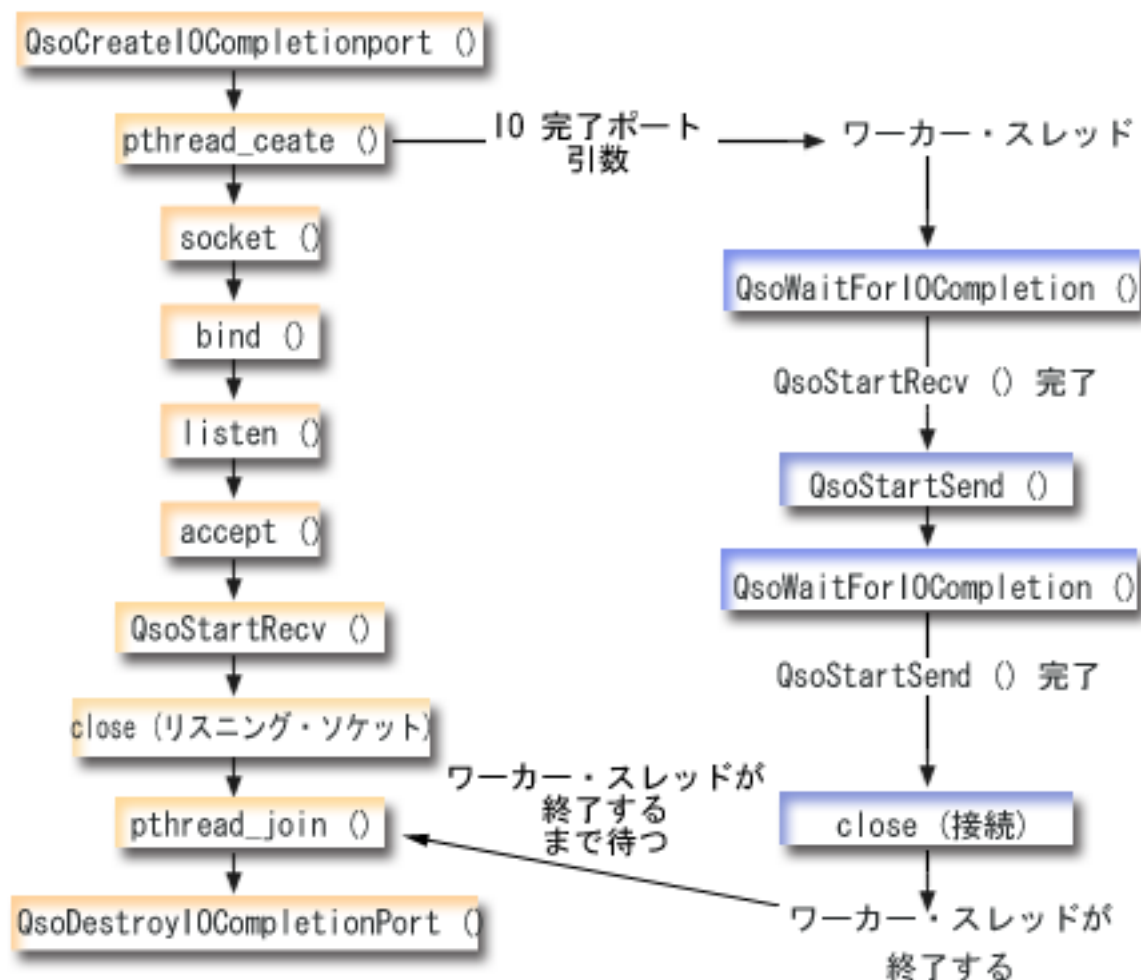 QsoCreateIOCompletionport ()
pthread_ceate ()
IO 完了ポート
引数
ワーカー・スレッド
socket ()
bind ()
listen ()
accept ()
QsoStartRecv ()
close (リスニング・ソケット)
pthread_join ()
QsoDestroyIOCompletionPort ()
QsoWaitForIOCompletion ()
QsoStartRecv () 完了
QsoStartSend ()
QsoWaitForIOCompletion ()
QsoStartSend () 完了
close (接続)
ワーカー・スレッドが
終了する
ワーカー・スレッドが
終了する
まで待つ